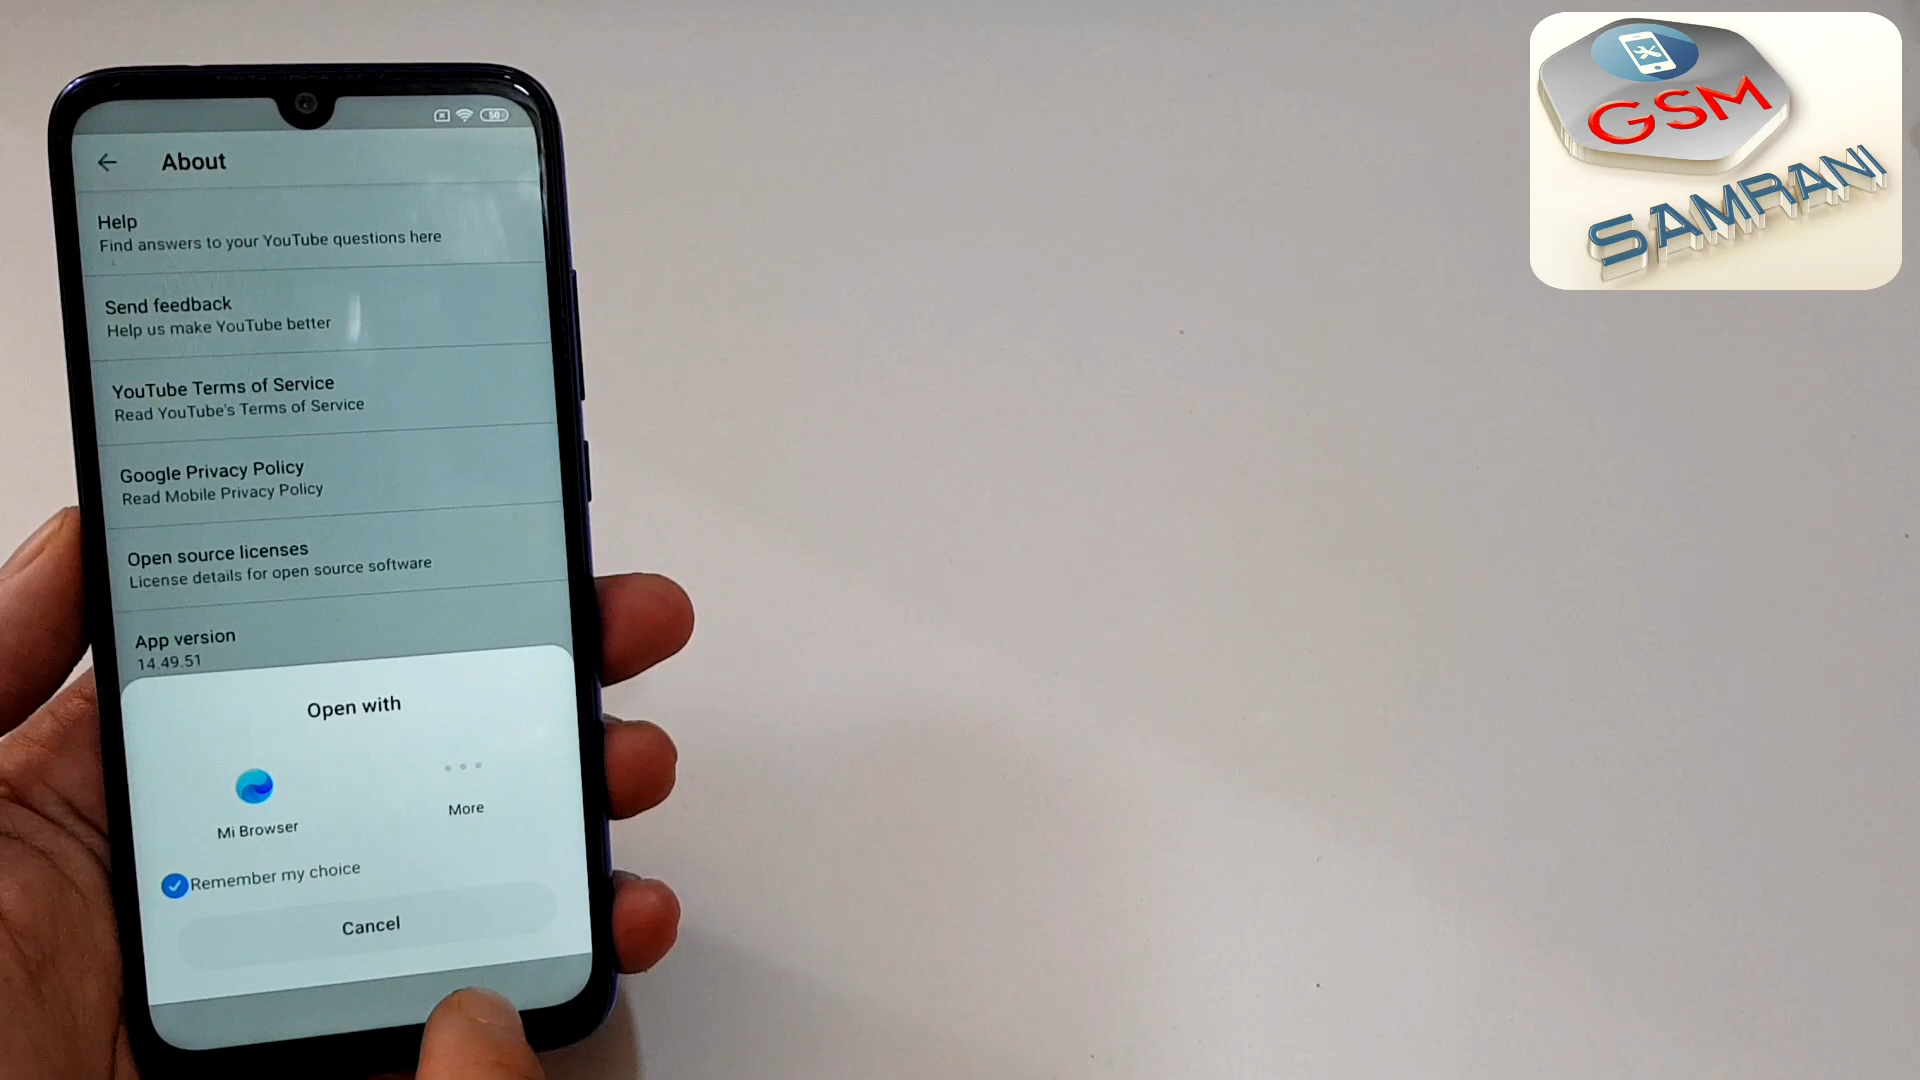 50
About
Help
Find answers to your YouTube questions here
Send feedback
Help us make YouTube better
YouTube Terms of Service
Read YouTube's Terms of Service
Google Privacy Policy
Read Mobile Privacy Policy
Open source licenses
License details for open source software
App version
14.49.51
Open with
Mi Browser
More
Remember my choice
Cancel
GSM
SAMRANI